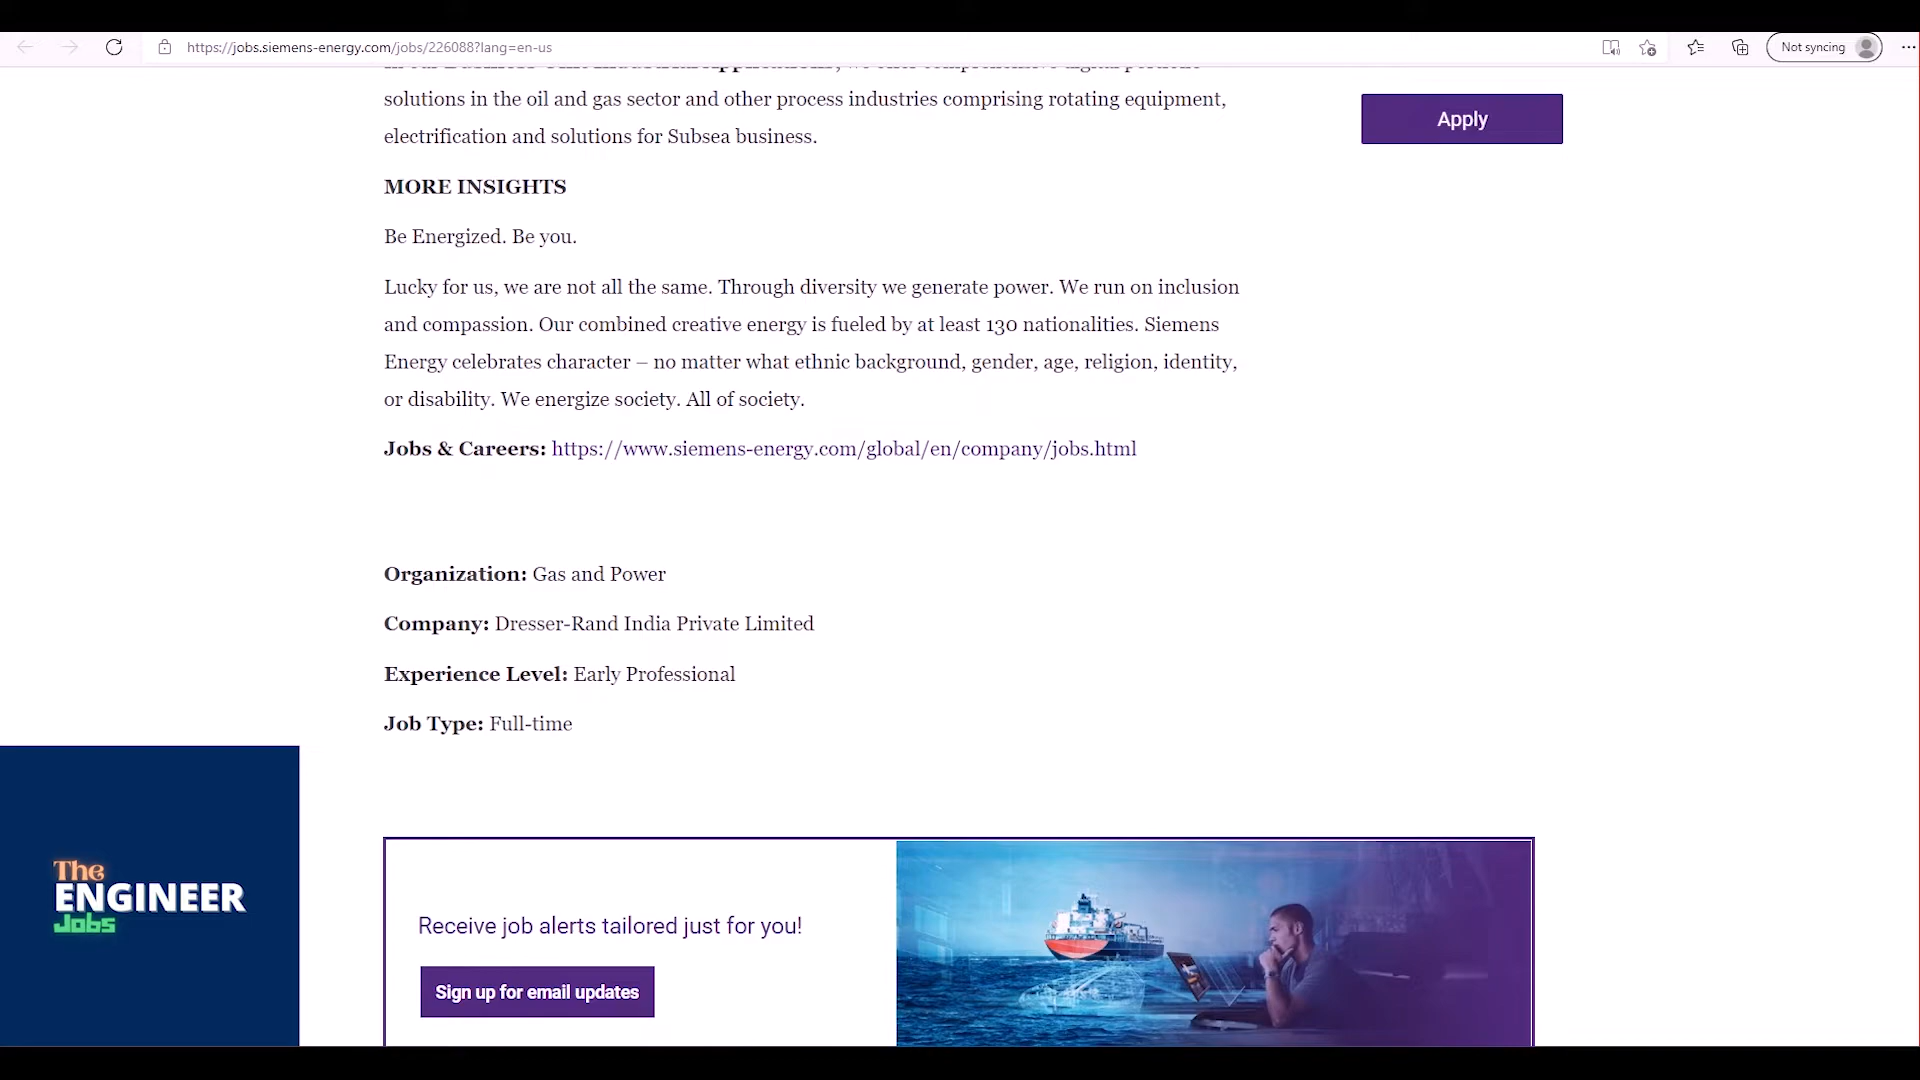 https://jobs.siemens-energy.com/jobs/226088?lang=en-us
Not syncing
solutions in the oil and gas sector and other process industries comprising rotating equipment,
electrification and solutions for Subsea business.
Apply
MORE INSIGHTS
Be Energized. Be you.
Lucky for us, we are not all the same. Through diversity we generate power. We run on inclusion
and compassion. Our combined creative energy is fueled by at least 130 nationalities. Siemens
Energy celebrates character – no matter what ethnic background, gender, age, religion, identity,
or disability. We energize society. All of society.
Jobs & Careers: https://www.siemens-energy.com/global/en/company/jobs.html
Organization: Gas and Power
Company: Dresser-Rand India Private Limited
Experience Level: Early Professional
Job Type: Full-time
The
ENGINEER
Jobs
Receive job alerts tailored just for you!
Sign up for email updates